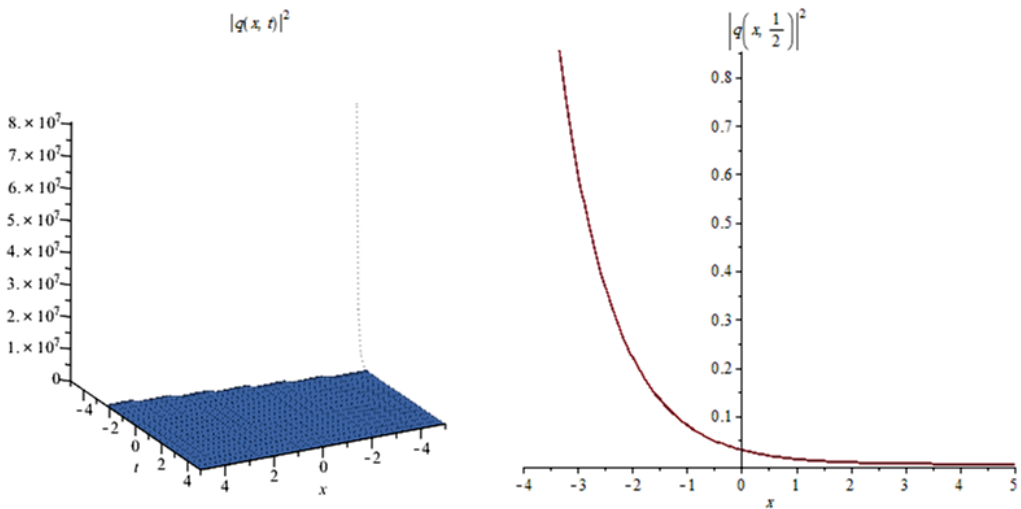 |q(x, t)|²
8. × 10⁷
7. × 10⁷
6. × 10⁷
5. × 10⁷
4. × 10⁷
3. × 10⁷
2. × 10⁷
1. × 10⁷
0
-4
-2
0
t
2
4
4
2
0
x
-2
-4
|q(x, 1/2)|²
0.8
0.7
0.6
0.5
0.4
0.3
0.2
0.1
-4 -3 -2 -1 0 1 2 3 4 5
x